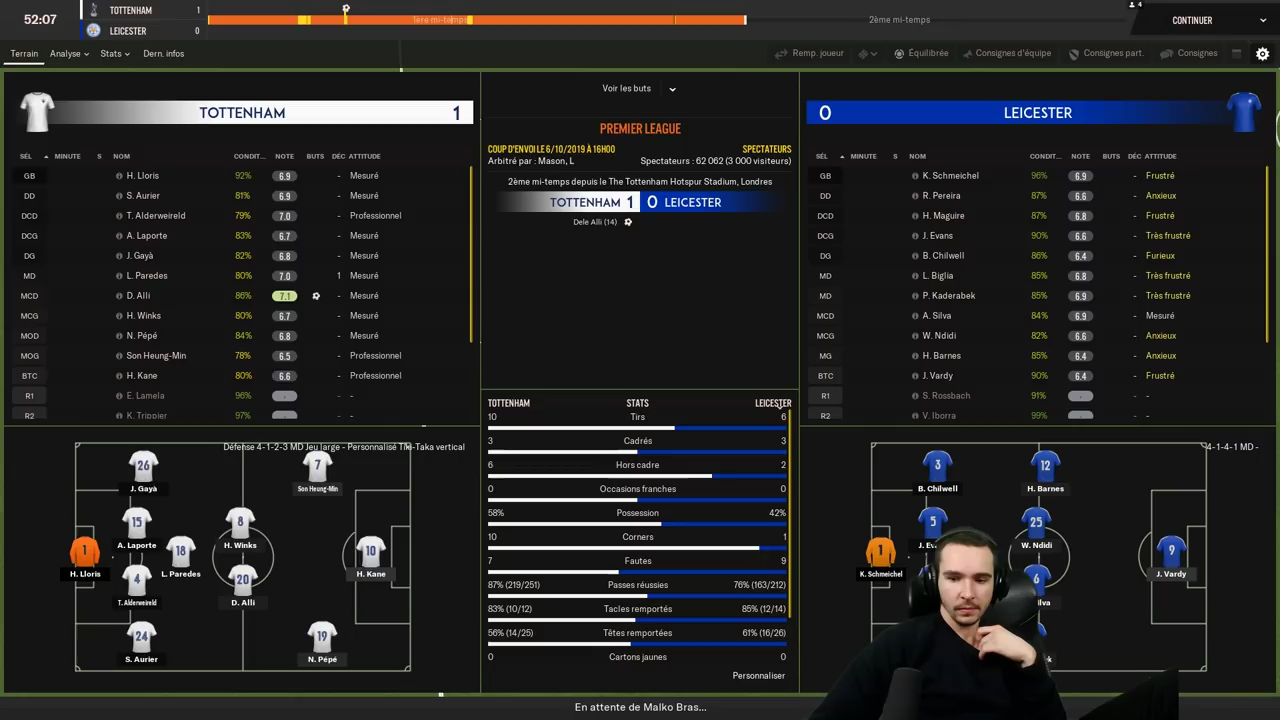 52:07
TOTTENHAM 1
LEICESTER 0
1ère mi-temps
2ème mi-temps
4
CONTINUER
Terrain Analyse Stats Dern. infos
Remp. joueur Équilibrée Consignes d'équipe Consignes part. Consignes
TOTTENHAM 1
SÉL MINUTE S NOM CONDIT... NOTE BUTS DÉC ATTITUDE
GB H. Lloris 92% 6.9 - Mesuré
DD S. Aurier 81% 6.9 - Mesuré
DCD T. Alderweireld 79% 7.0 - Professionnel
DCG A. Laporte 83% 6.7 - Mesuré
DG J. Gayà 82% 6.8 - Mesuré
MD L. Paredes 80% 7.0 1 Mesuré
MCD D. Alli 86% 7.1 - Mesuré
MCG H. Winks 80% 6.7 - Mesuré
MOD N. Pépé 84% 6.8 - Mesuré
MOG Son Heung-Min 78% 6.5 - Professionnel
BTC H. Kane 80% 6.6 - Professionnel
R1 E. Lamela 96% - - -
R2 K. Trippier 97% - - -
Voir les buts
PREMIER LEAGUE
COUP D'ENVOI LE 6/10/2019 À 16H00 SPECTATEURS
Arbitré par : Mason, L Spectateurs : 62 062 (3 000 visiteurs)
2ème mi-temps depuis le The Tottenham Hotspur Stadium, Londres
TOTTENHAM 1 0 LEICESTER
Dele Alli (14)
0 LEICESTER
SÉL MINUTE S NOM CONDIT... NOTE BUTS DÉC ATTITUDE
GB K. Schmeichel 96% 6.9 - Frustré
DD R. Pereira 87% 6.6 - Anxieux
DCD H. Maguire 87% 6.8 - Frustré
DCG J. Evans 90% 6.6 - Très frustré
DG B. Chilwell 86% 6.4 - Furieux
MD L. Biglia 85% 6.8 - Très frustré
MD P. Kaderabek 85% 6.9 - Très frustré
MCD A. Silva 84% 6.9 - Mesuré
MCG W. Ndidi 82% 6.6 - Anxieux
MG H. Barnes 85% 6.4 - Anxieux
BTC J. Vardy 90% 6.4 - Frustré
R1 S. Rossbach 91% - - -
R2 V. Iborra 99% - - -
TOTTENHAM STATS LEICESTER
10 Tirs 6
3 Cadrés 3
6 Hors cadre 2
0 Occasions franches 0
58% Possession 42%
10 Corners 1
7 Fautes 9
87% (219/251) Passes réussies 76% (163/212)
83% (10/12) Tacles remportés 85% (12/14)
56% (14/25) Têtes remportées 61% (16/26)
0 Cartons jaunes 0
Personnaliser
Défense 4-1-2-3 MD Jeu large - Personnalisé Tiki-Taka vertical
26 J. Gayà
7 Son Heung-Min
15 A. Laporte
8 H. Winks
1 H. Lloris
18 L. Paredes
10 H. Kane
4 T. Alderweireld
20 D. Alli
24 S. Aurier
19 N. Pépé
4-1-4-1 MD -
3 B. Chilwell
12 H. Barnes
5 J. Ev
25 W. Ndidi
1 K. Schmeichel
9 J. Vardy
6 ilva
k
En attente de Malko Bras...